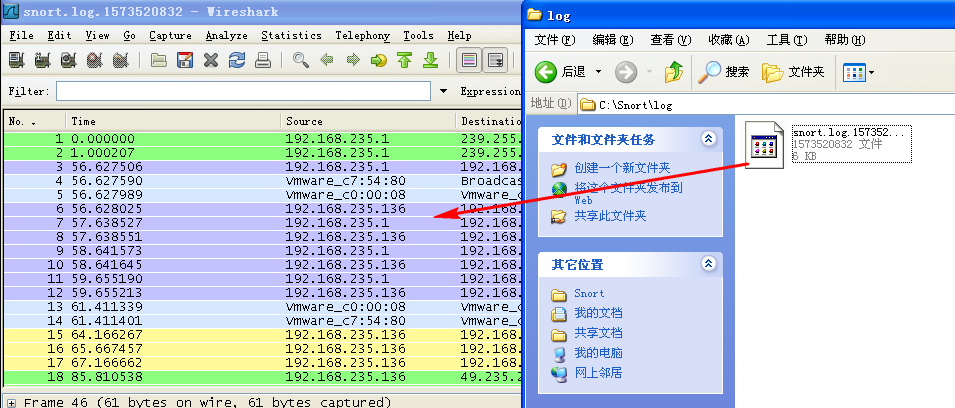 snort.log.1573520832 - Wireshark
File Edit View Go Capture Analyze Statistics Telephony Tools Help
Filter: Expression
No. . Time Source Destinatio
1 0.000000 192.168.235.1 239.255.
2 1.000207 192.168.235.1 239.255.
3 56.627506 192.168.235.1 192.168.
4 56.627590 Vmware_c7:54:80 Broadcas
5 56.627989 Vmware_c0:00:08 Vmware_c
6 56.628025 192.168.235.136 192.168.
7 57.638527 192.168.235.1 192.168.
8 57.638551 192.168.235.136 192.168.
9 58.641573 192.168.235.1 192.168.
10 58.641645 192.168.235.136 192.168.
11 59.655190 192.168.235.1 192.168.
12 59.655213 192.168.235.136 192.168.
13 61.411339 Vmware_c0:00:08 Vmware_c
14 61.411401 Vmware_c7:54:80 Vmware_c
15 64.166267 192.168.235.136 192.168.
16 65.667457 192.168.235.136 192.168.
17 67.166662 192.168.235.136 192.168.
18 85.810538 192.168.235.136 49.235.2
Frame 46 (61 bytes on wire, 61 bytes captured)
log
文件(F) 编辑(E) 查看(V) 收藏(A) 工具(T) 帮助(H)
后退 搜索 文件夹
地址(D) C:\Snort\log
文件和文件夹任务
创建一个新文件夹
将这个文件夹发布到
Web
共享此文件夹
其它位置
Snort
我的文档
共享文档
我的电脑
网上邻居
snort.log.157352...
1573520832 文件
6 KB